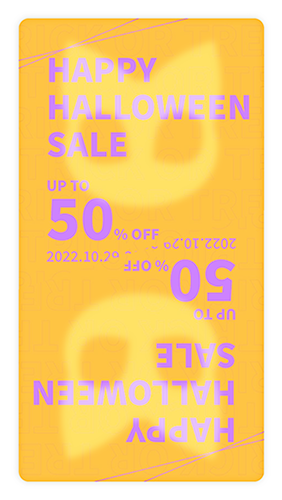 HAPPY
HALLOWEEN
SALE
UP TO
50% OFF
2022.10.26
2022.10.29
50% OFF
UP TO
SALE
HALLOWEEN
HAPPY